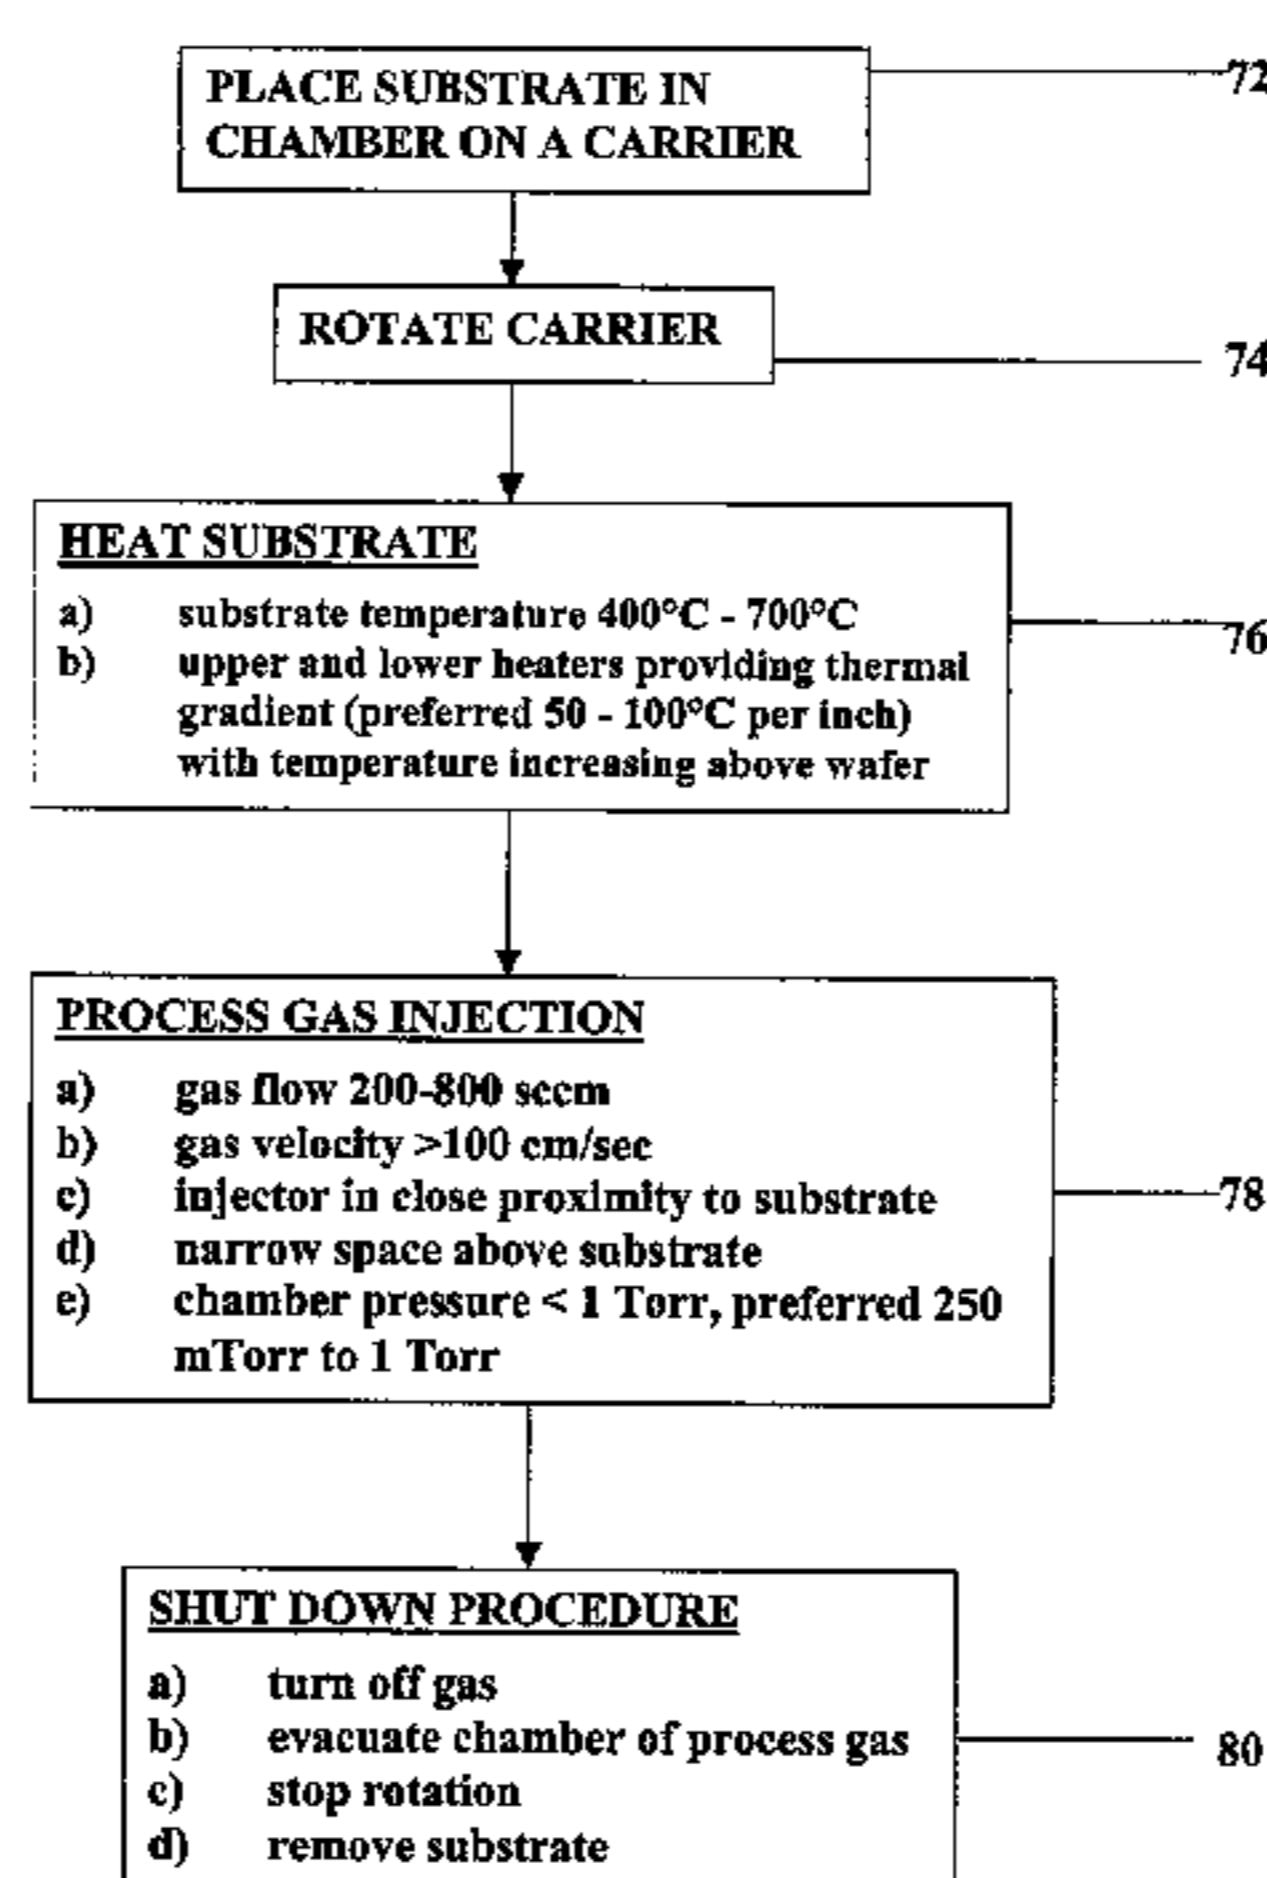 PLACE SUBSTRATE IN
CHAMBER ON A CARRIER
72
ROTATE CARRIER
74
HEAT SUBSTRATE
a) substrate temperature 400°C - 700°C
b) upper and lower heaters providing thermal
gradient (preferred 50 - 100°C per inch)
with temperature increasing above wafer
76
PROCESS GAS INJECTION
a) gas flow 200-800 sccm
b) gas velocity >100 cm/sec
c) injector in close proximity to substrate
d) narrow space above substrate
e) chamber pressure < 1 Torr, preferred 250
mTorr to 1 Torr
78
SHUT DOWN PROCEDURE
a) turn off gas
b) evacuate chamber of process gas
c) stop rotation
d) remove substrate
80